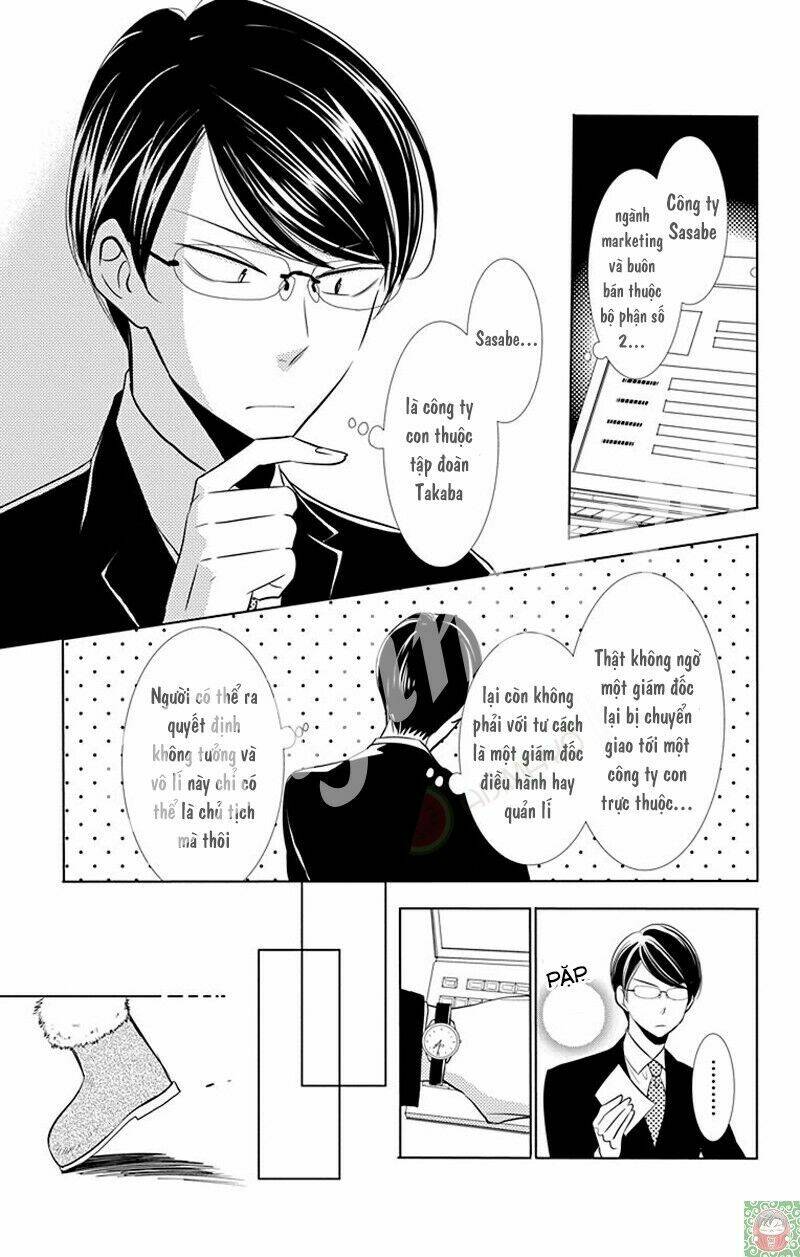 Công ty
Sasabe
ngành
marketing
và buôn
bán thuộc
bộ phận số
2...
Sasabe...
là công ty
con thuộc
tập đoàn
Takaba
Thật không ngờ
một giám đốc
lại bị chuyển
giao tới một
công ty con
trực thuộc...
lại còn không
phải với tư cách
là một giám đốc
điều hành hay
quản lí
Người có thể ra
quyết định
không tưởng và
vô lí này chỉ có
thể là chủ tịch
mà thôi
PẶP
......